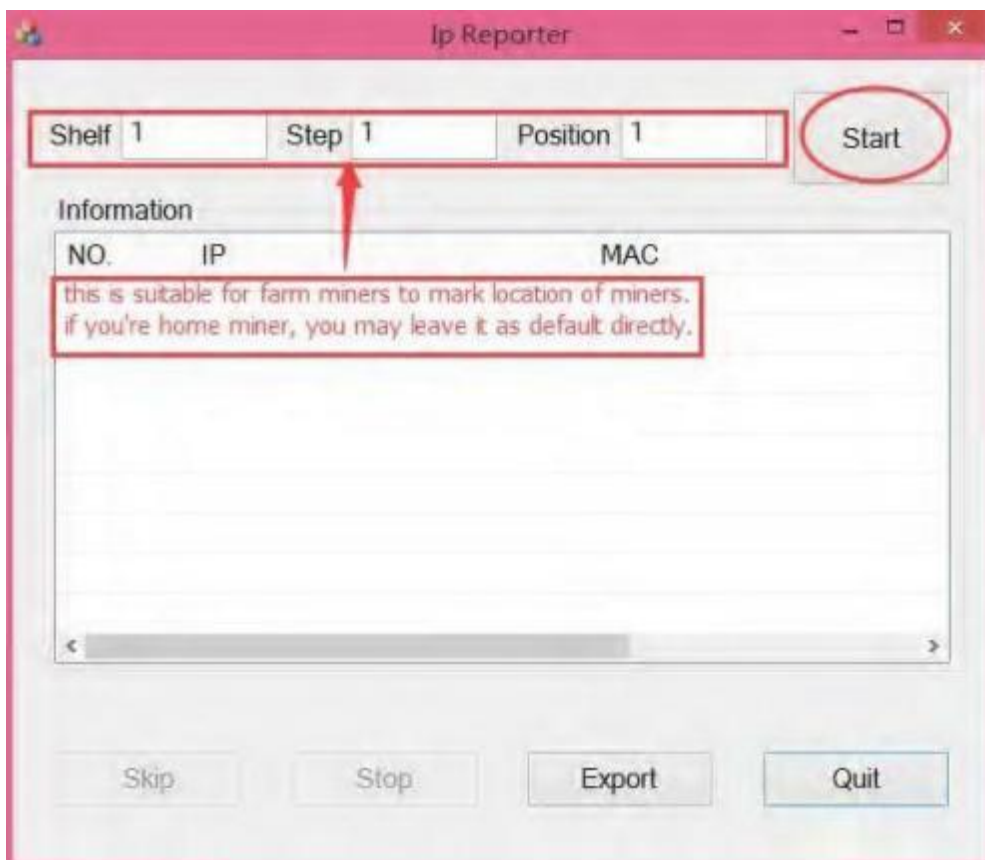 Ip Reporter
Shelf 1 Step 1 Position 1 Start
Information
NO. IP MAC
this is suitable for farm miners to mark location of miners.
if you're home miner, you may leave it as default directly.
Skip Stop Export Quit